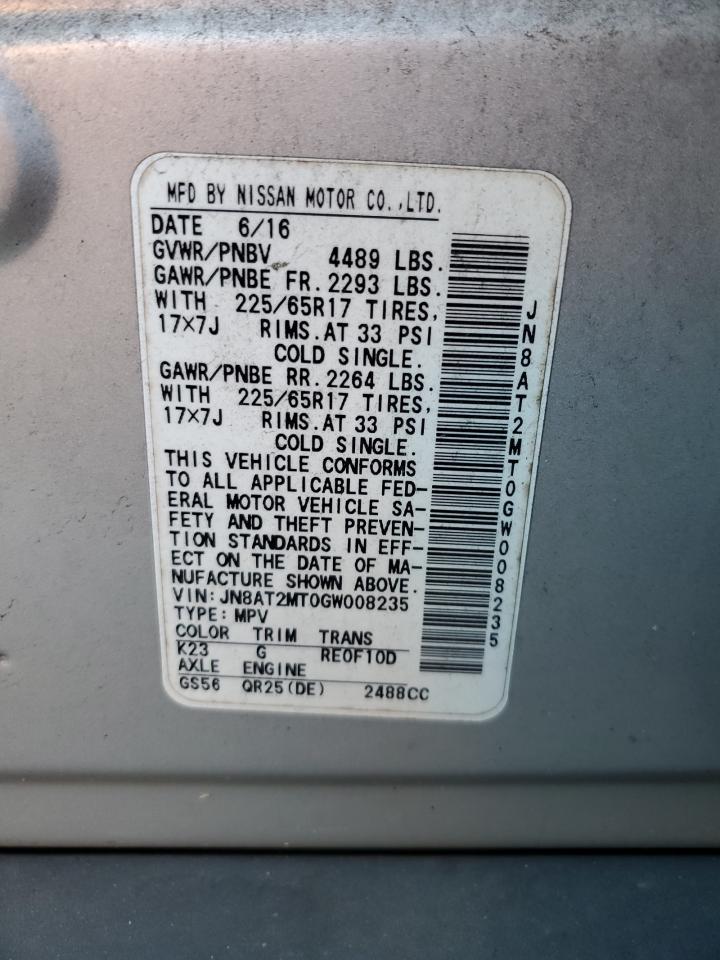 MFD BY NISSAN MOTOR CO.,LTD.
DATE 6/16
GVWR/PNBV 4489 LBS.
GAWR/PNBE FR. 2293 LBS.
WITH 225/65R17 TIRES,
17×7J RIMS.AT 33 PSI
COLD SINGLE.
GAWR/PNBE RR. 2264 LBS.
WITH 225/65R17 TIRES,
17×7J RIMS.AT 33 PSI
COLD SINGLE.
THIS VEHICLE CONFORMS
TO ALL APPLICABLE FED-
ERAL MOTOR VEHICLE SA-
FETY AND THEFT PREVEN-
TION STANDARDS IN EFF-
ECT ON THE DATE OF MA-
NUFACTURE SHOWN ABOVE.
VIN:JN8AT2MT0GW008235
TYPE:MPV
COLOR TRIM TRANS
K23 G RE0F10D
AXLE ENGINE
GS56 QR25(DE) 2488CC
JN8AT2MT0GW008235